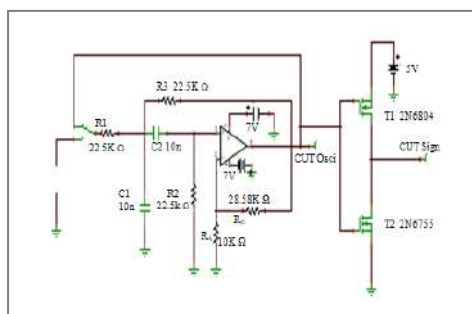 R3 22.5K Ω
5V
R1
22.5K Ω
C2 10n
7V
T1 2N6804
CUT Osci
CUT Sign
7V
C1
10n
R2
22.5k Ω
28.58K Ω
T2 2N6755
10K Ω